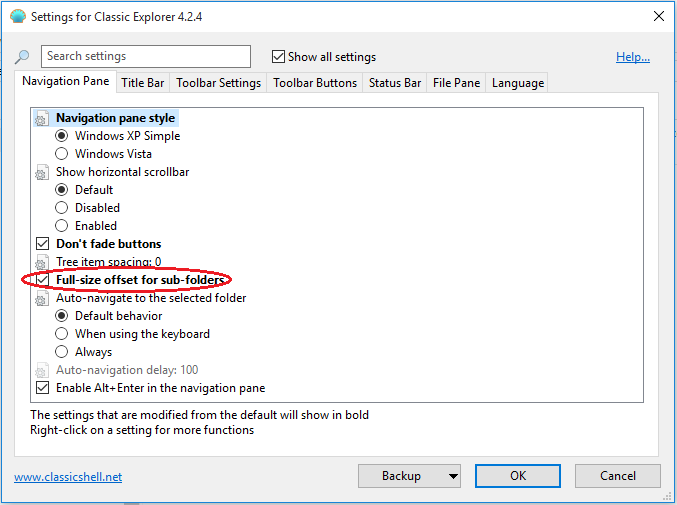 Settings for Classic Explorer 4.2.4
Search settings
Show all settings
Help...
Navigation Pane
Title Bar
Toolbar Settings
Toolbar Buttons
Status Bar
File Pane
Language
Navigation pane style
Windows XP Simple
Windows Vista
Show horizontal scrollbar
Default
Disabled
Enabled
Don't fade buttons
Tree item spacing: 0
Full-size offset for sub-folders
Auto-navigate to the selected folder
Default behavior
When using the keyboard
Always
Auto-navigation delay: 100
Enable Alt+Enter in the navigation pane
The settings that are modified from the default will show in bold
Right-click on a setting for more functions
www.classicshell.net
Backup
OK
Cancel